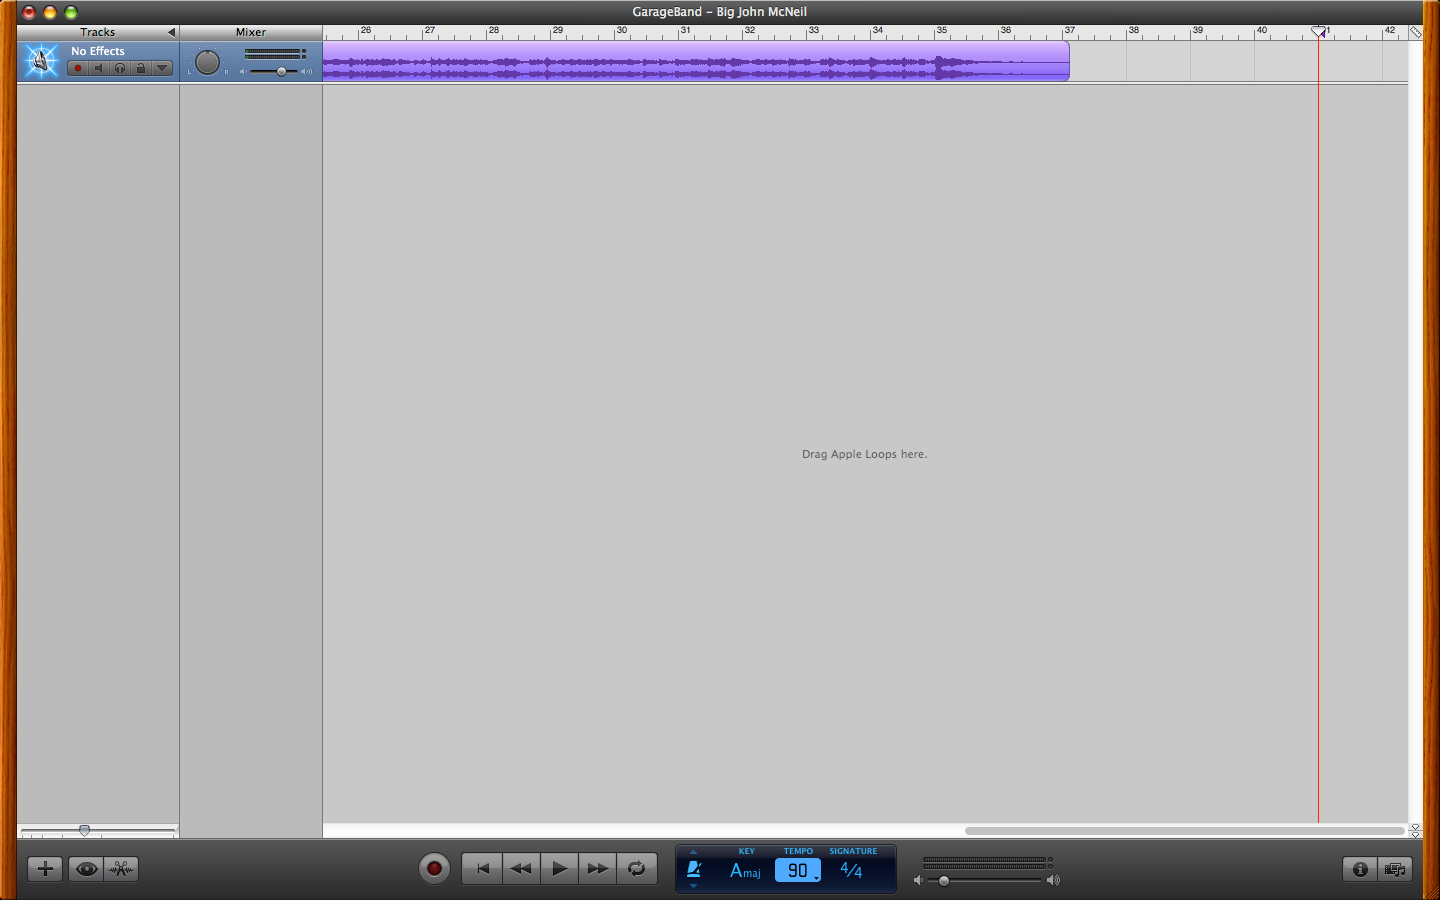 GarageBand – Big John McNeil
Tracks
Mixer
26 27 28 29 30 31 32 33 34 35 36 37 38 39 40 42
No Effects
L R
Drag Apple Loops here.
KEY TEMPO SIGNATURE
Amaj 90 4/4